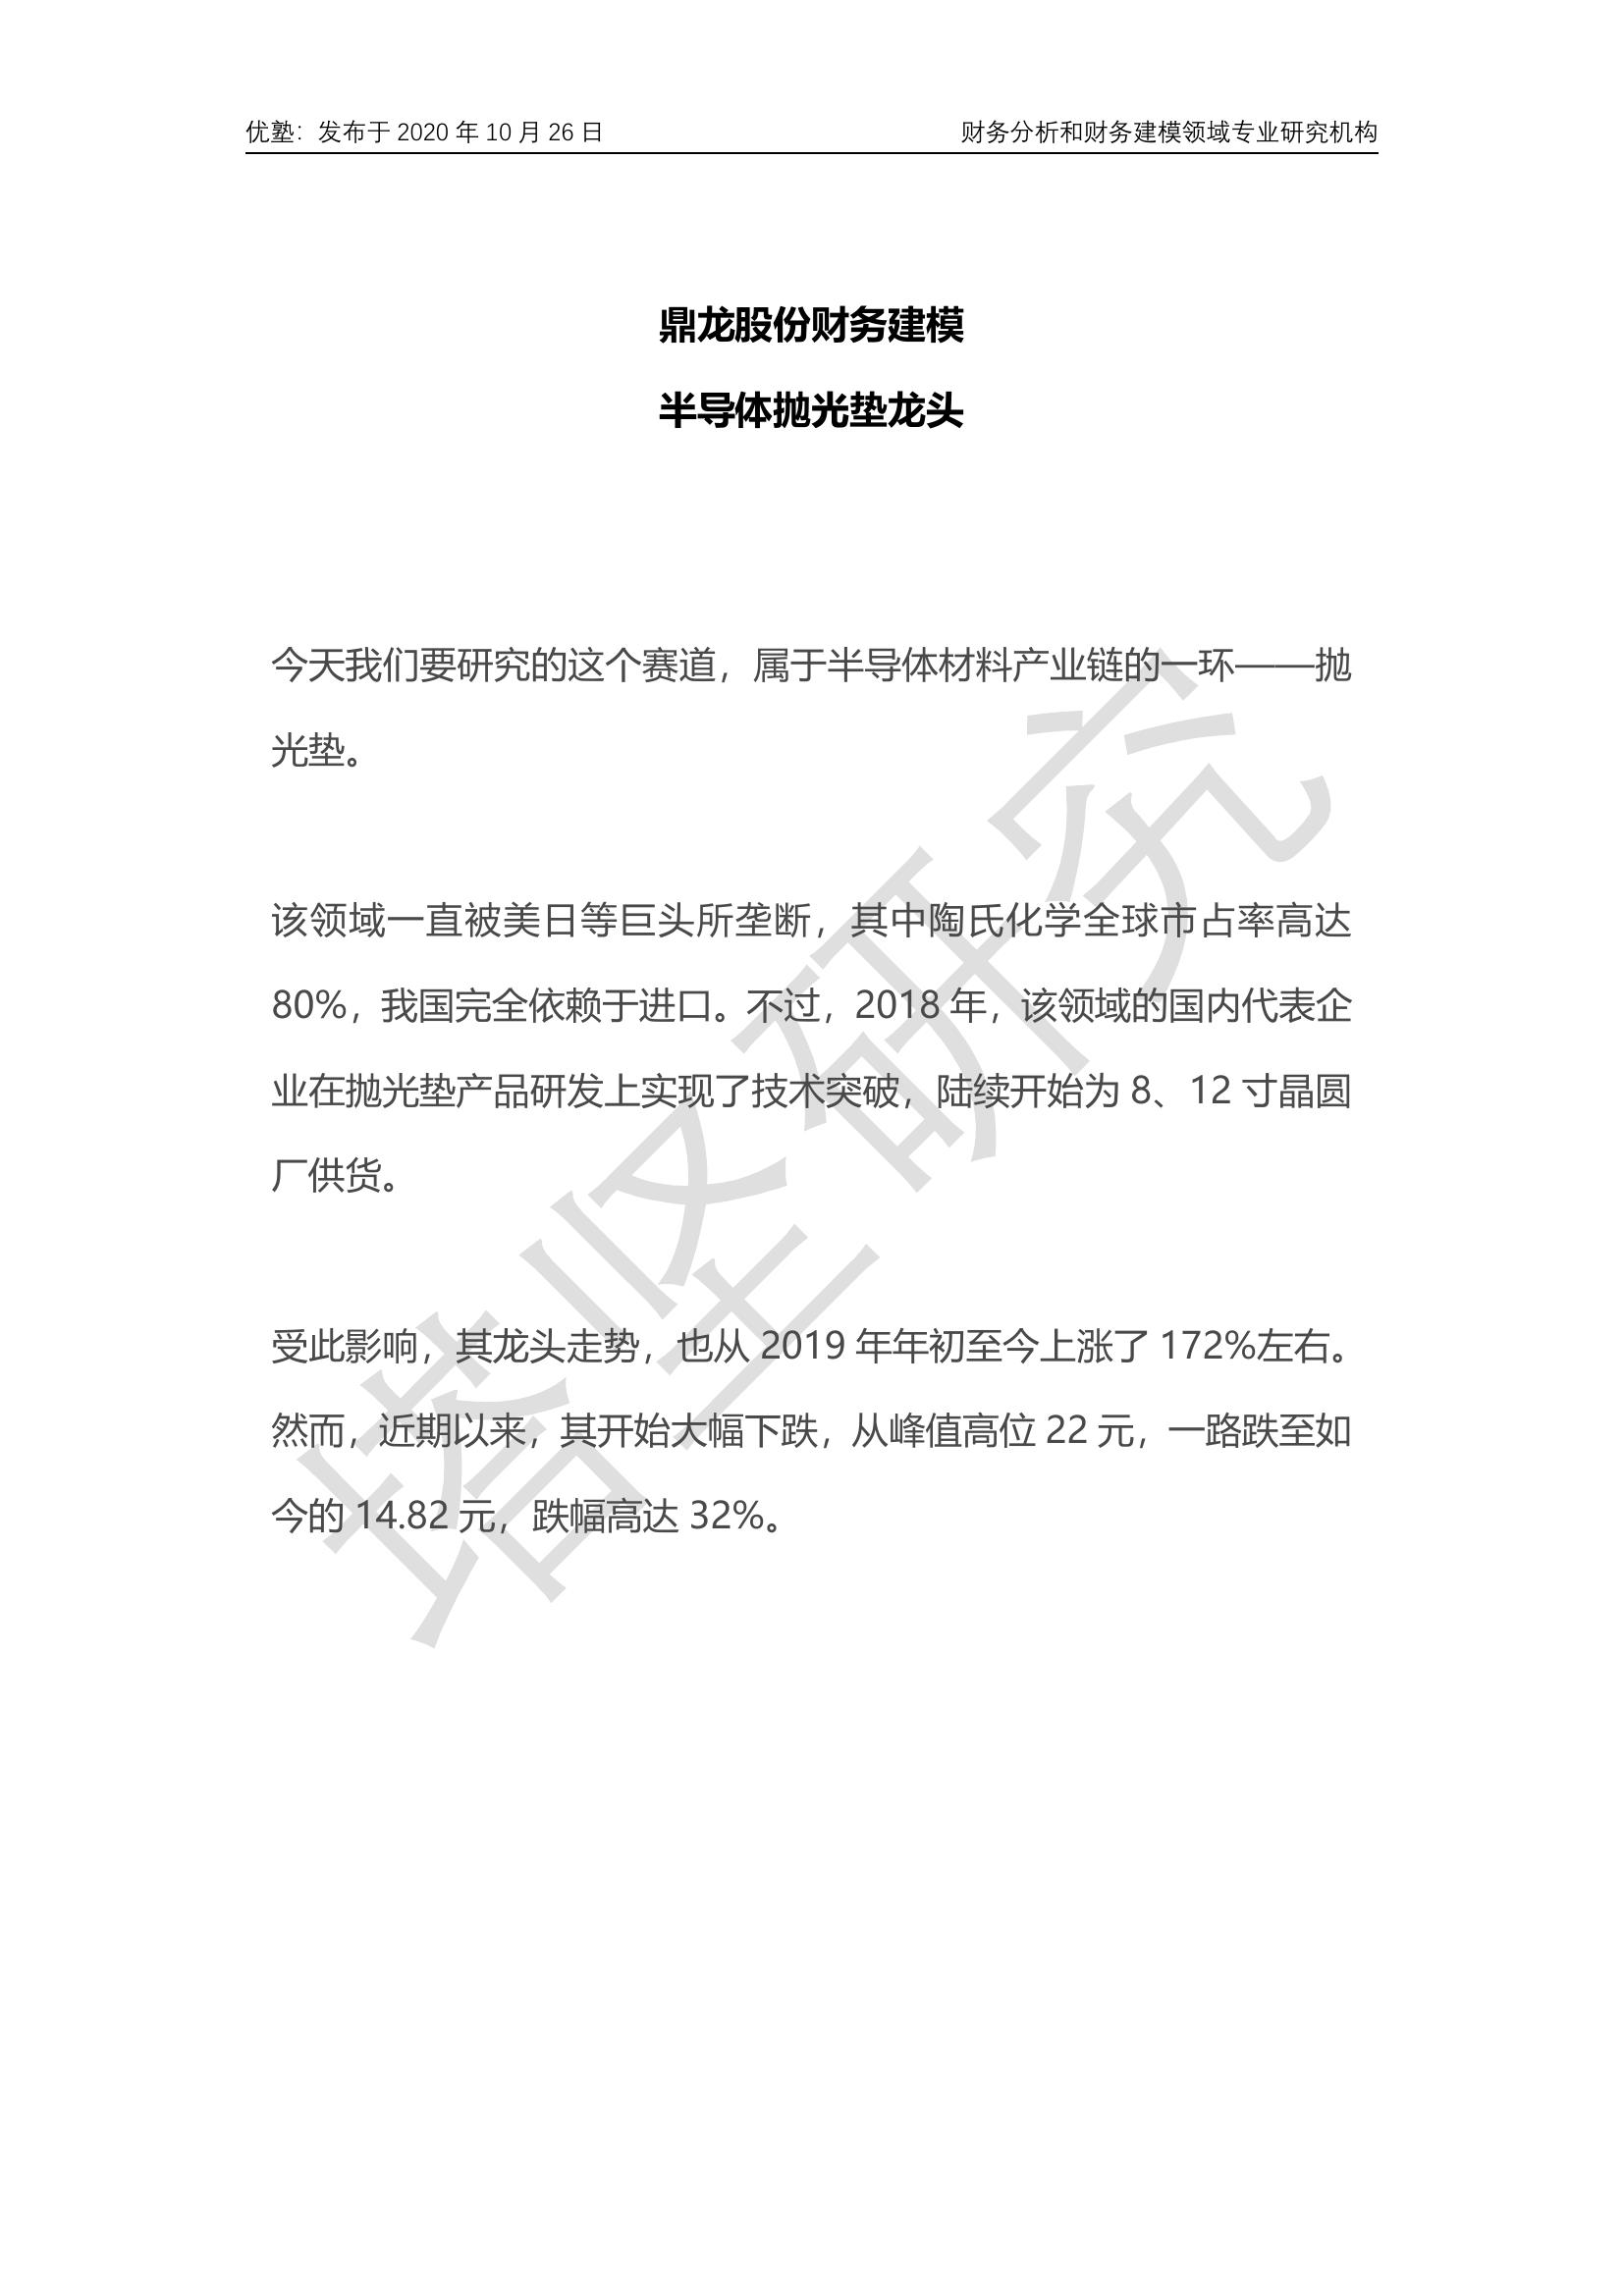 优塾：发布于 2020 年 10 月 26 日 财务分析和财务建模领域专业研究机构
鼎龙股份财务建模
半导体抛光垫龙头
今天我们要研究的这个赛道，属于半导体材料产业链的一环——抛
光垫。
该领域一直被美日等巨头所垄断，其中陶氏化学全球市占率高达
80%，我国完全依赖于进口。不过，2018 年，该领域的国内代表企
业在抛光垫产品研发上实现了技术突破，陆续开始为 8、12 寸晶圆
厂供货。
受此影响，其龙头走势，也从 2019 年年初至今上涨了 172%左右。
然而，近期以来，其开始大幅下跌，从峰值高位 22 元，一路跌至如
今的 14.82 元，跌幅高达 32%。
塔坚研究